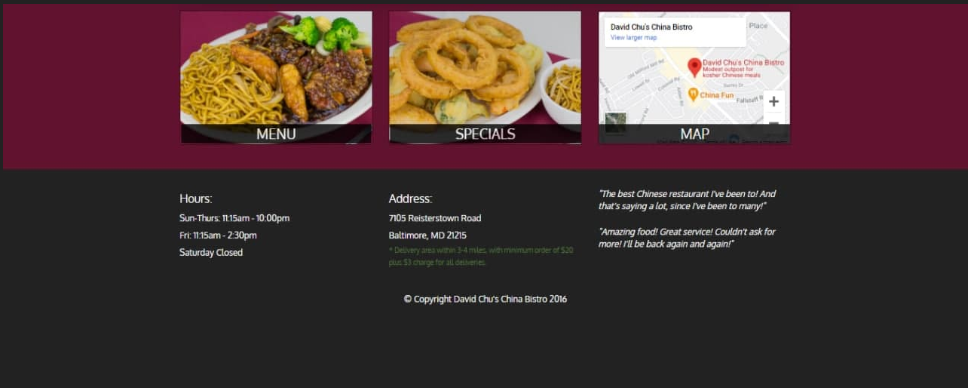 David Chu's China Bistro
View larger map
Place
David Chu's China Bistro
Modest outpost for
kosher Chinese meals
China Fun
Fallstaff
+
MENU
SPECIALS
MAP
Hours:
Sun-Thurs: 11:15am - 10:00pm
Fri: 11:15am - 2:30pm
Saturday Closed
Address:
7105 Reisterstown Road
Baltimore, MD 21215
* Delivery area within 3-4 miles, with minimum order of $20
plus $3 charge for all deliveries.
"The best Chinese restaurant I've been to! And
that's saying a lot, since I've been to many!"
"Amazing food! Great service! Couldn't ask for
more! I'll be back again and again!"
© Copyright David Chu's China Bistro 2016